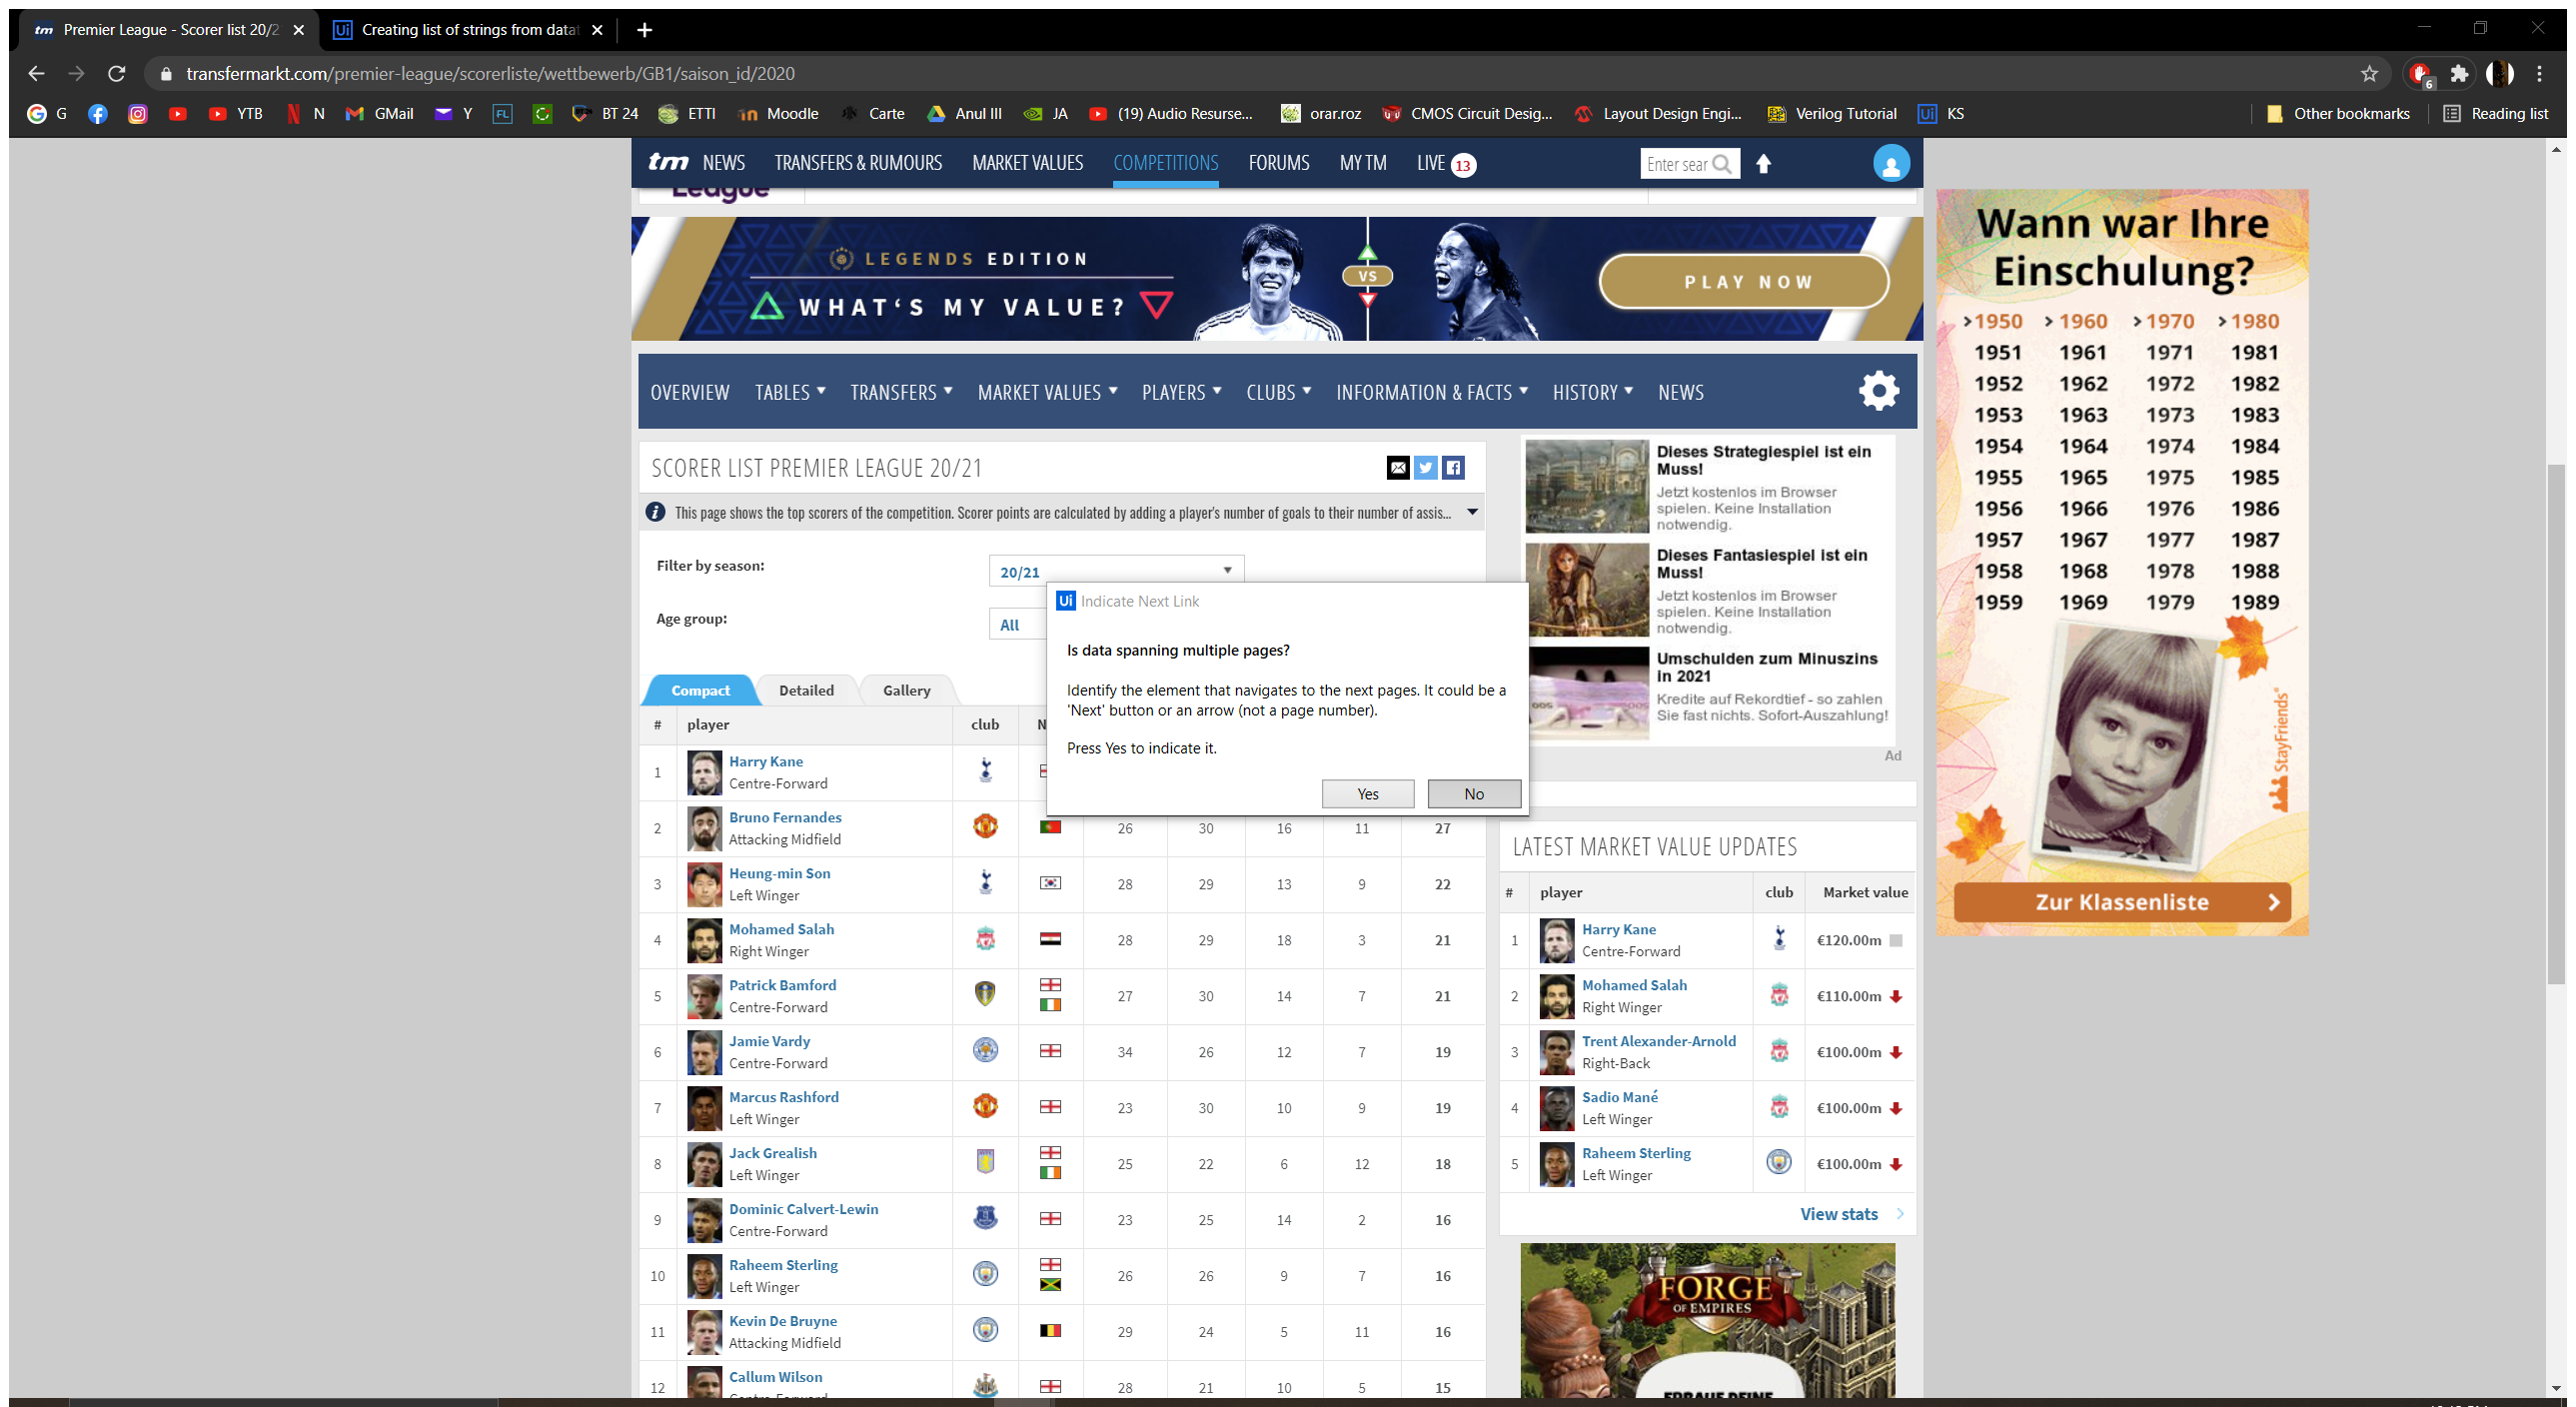 tm Premier League - Scorer list 20/2
Ui Creating list of strings from datat
transfermarkt.com/premier-league/scorerliste/wettbewerb/GB1/saison_id/2020
6
G
YTB
N
GMail
Y
FL
BT 24
ETTI
Moodle
Carte
Anul III
JA
(19) Audio Resurse...
orar.roz
CMOS Circuit Desig...
Layout Design Engi...
Verilog Tutorial
Ui KS
Other bookmarks
Reading list
tm NEWS TRANSFERS & RUMOURS MARKET VALUES COMPETITIONS FORUMS MY TM LIVE 13
Enter sear
League
LEGENDS EDITION
WHAT'S MY VALUE?
VS
PLAY NOW
OVERVIEW TABLES TRANSFERS MARKET VALUES PLAYERS CLUBS INFORMATION & FACTS HISTORY NEWS
SCORER LIST PREMIER LEAGUE 20/21
This page shows the top scorers of the competition. Scorer points are calculated by adding a player's number of goals to their number of assis...
Filter by season: 20/21
Age group: All
Compact Detailed Gallery
# player club N
1 Harry Kane
Centre-Forward
2 Bruno Fernandes 26 30 16 11 27
Attacking Midfield
3 Heung-min Son 28 29 13 9 22
Left Winger
4 Mohamed Salah 28 29 18 3 21
Right Winger
5 Patrick Bamford 27 30 14 7 21
Centre-Forward
6 Jamie Vardy 34 26 12 7 19
Centre-Forward
7 Marcus Rashford 23 30 10 9 19
Left Winger
8 Jack Grealish 25 22 6 12 18
Left Winger
9 Dominic Calvert-Lewin 23 25 14 2 16
Centre-Forward
10 Raheem Sterling 26 26 9 7 16
Left Winger
11 Kevin De Bruyne 29 24 5 11 16
Attacking Midfield
12 Callum Wilson 28 21 10 5 15
Centre-Forward
Ui Indicate Next Link
Is data spanning multiple pages?
Identify the element that navigates to the next pages. It could be a
'Next' button or an arrow (not a page number).
Press Yes to indicate it.
Yes No
Dieses Strategiespiel ist ein
Muss!
Jetzt kostenlos im Browser
spielen. Keine Installation
notwendig.
Dieses Fantasiespiel ist ein
Muss!
Jetzt kostenlos im Browser
spielen. Keine Installation
notwendig.
Umschulden zum Minuszins
in 2021
Kredite auf Rekordtief - so zahlen
Sie fast nichts. Sofort-Auszahlung!
Ad
LATEST MARKET VALUE UPDATES
# player club Market value
1 Harry Kane €120.00m
Centre-Forward
2 Mohamed Salah €110.00m
Right Winger
3 Trent Alexander-Arnold €100.00m
Right-Back
4 Sadio Mané €100.00m
Left Winger
5 Raheem Sterling €100.00m
Left Winger
View stats
FORGE
OF EMPIRES
ERBAUE DEINE
Wann war Ihre
Einschulung?
1950 1960 1970 1980
1951 1961 1971 1981
1952 1962 1972 1982
1953 1963 1973 1983
1954 1964 1974 1984
1955 1965 1975 1985
1956 1966 1976 1986
1957 1967 1977 1987
1958 1968 1978 1988
1959 1969 1979 1989
StayFriends®
Zur Klassenliste